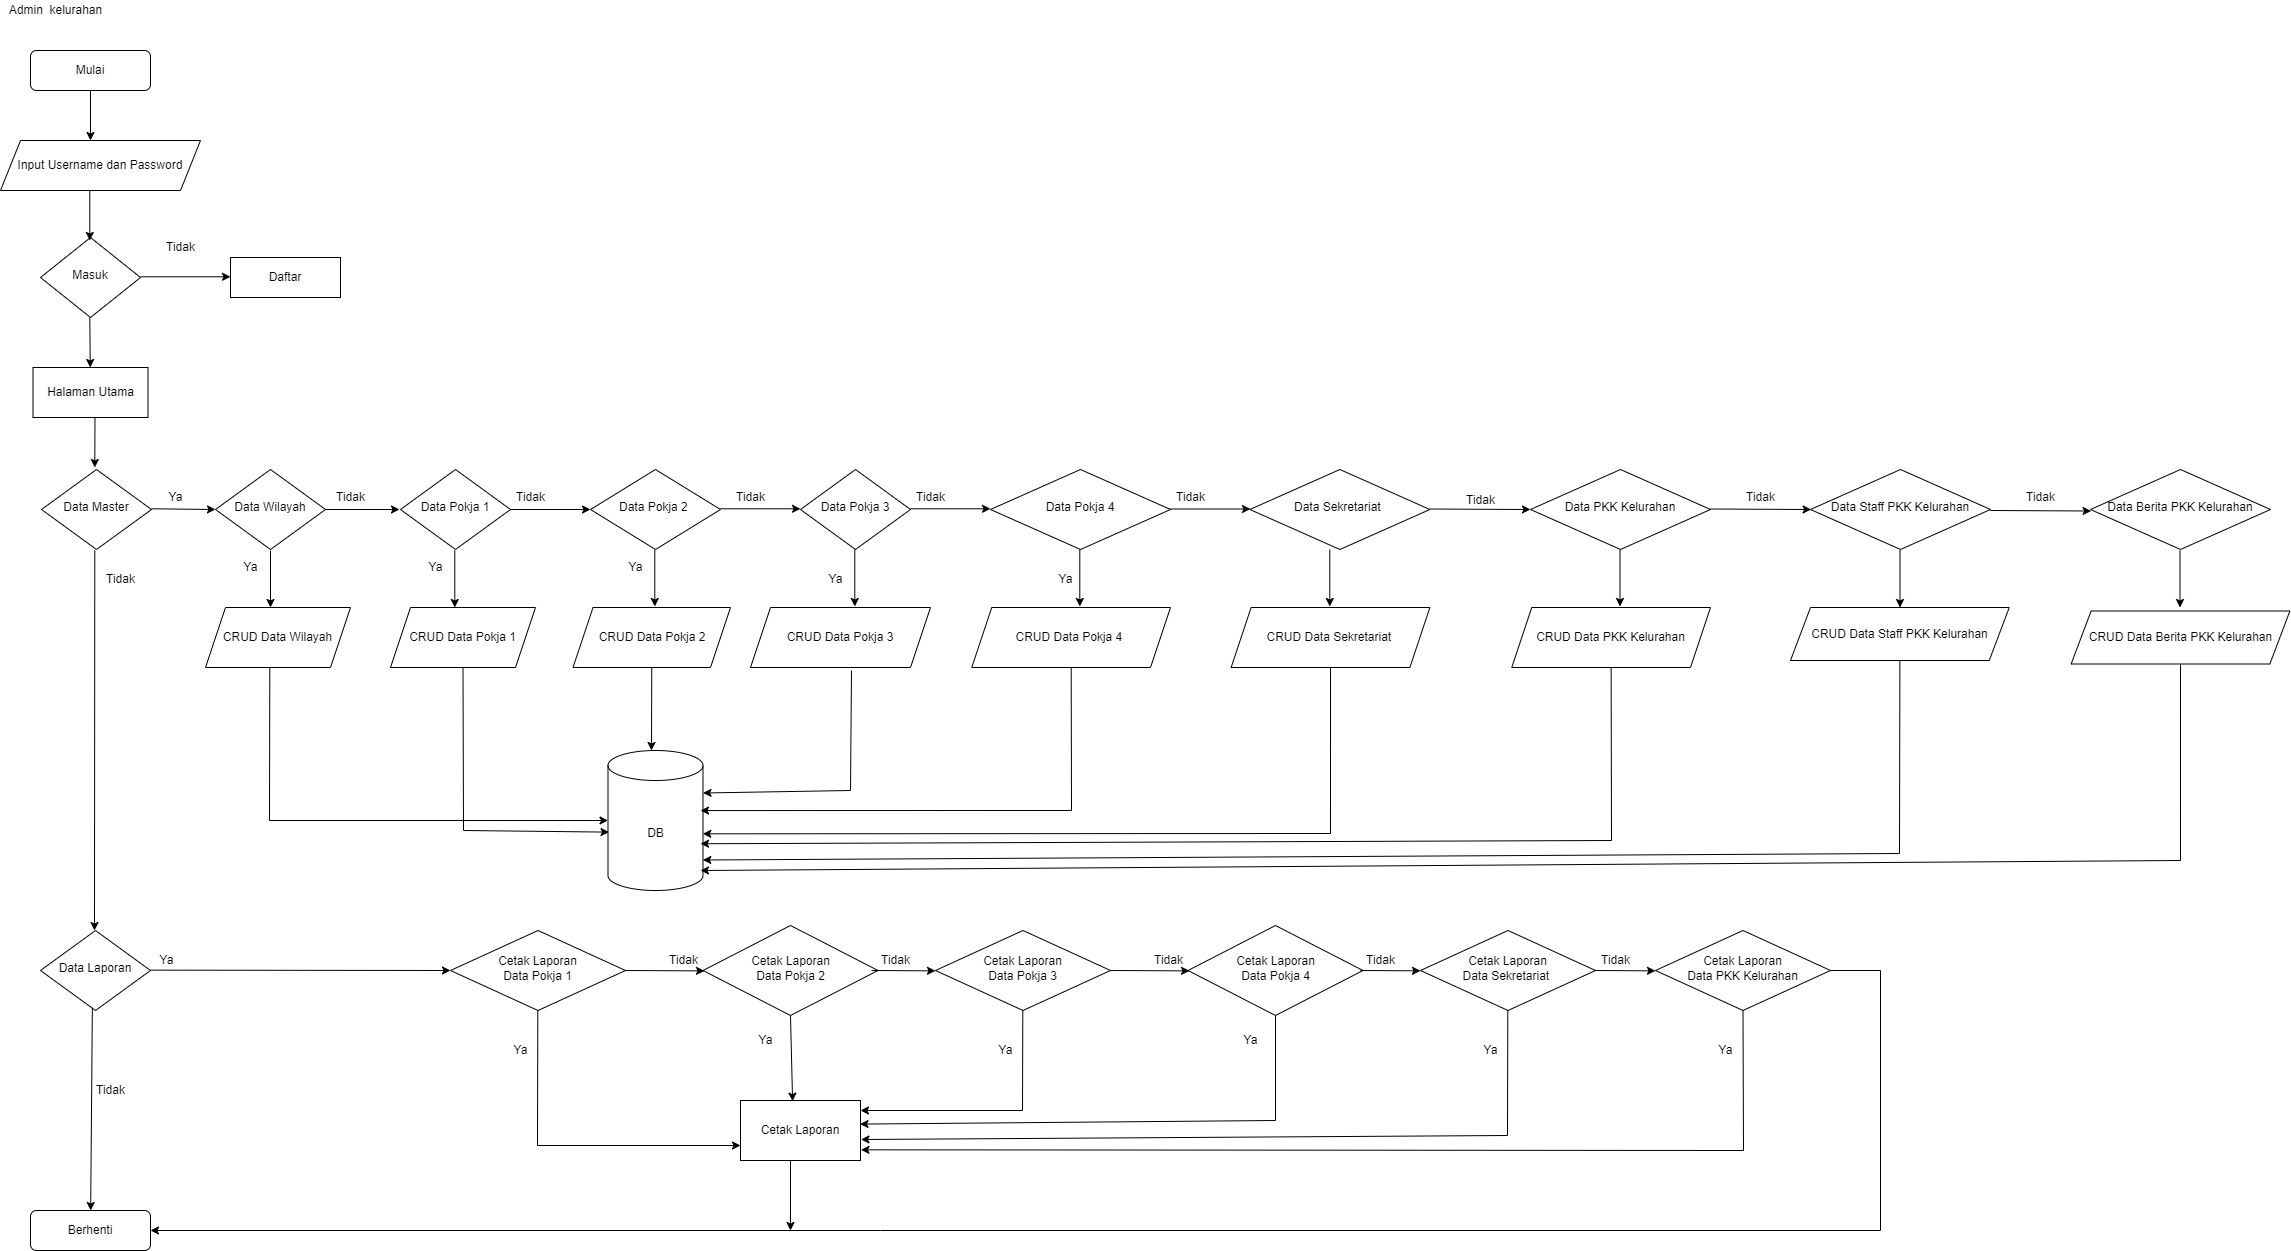 Admin kelurahan
Mulai
Input Username dan Password
Tidak
Masuk
Daftar
Halaman Utama
Data Master
Ya
Data Wilayah
Tidak
Data Pokja 1
Tidak
Data Pokja 2
Tidak
Data Pokja 3
Tidak
Data Pokja 4
Tidak
Data Sekretariat
Tidak
Data PKK Kelurahan
Tidak
Data Staff PKK Kelurahan
Tidak
Data Berita PKK Kelurahan
Tidak
Ya
Ya
Ya
Ya
Ya
CRUD Data Wilayah
CRUD Data Pokja 1
CRUD Data Pokja 2
CRUD Data Pokja 3
CRUD Data Pokja 4
CRUD Data Sekretariat
CRUD Data PKK Kelurahan
CRUD Data Staff PKK Kelurahan
CRUD Data Berita PKK Kelurahan
DB
Data Laporan
Ya
Cetak Laporan
Data Pokja 1
Tidak
Cetak Laporan
Data Pokja 2
Tidak
Cetak Laporan
Data Pokja 3
Tidak
Cetak Laporan
Data Pokja 4
Tidak
Cetak Laporan
Data Sekretariat
Tidak
Cetak Laporan
Data PKK Kelurahan
Ya
Ya
Ya
Ya
Ya
Ya
Tidak
Cetak Laporan
Berhenti